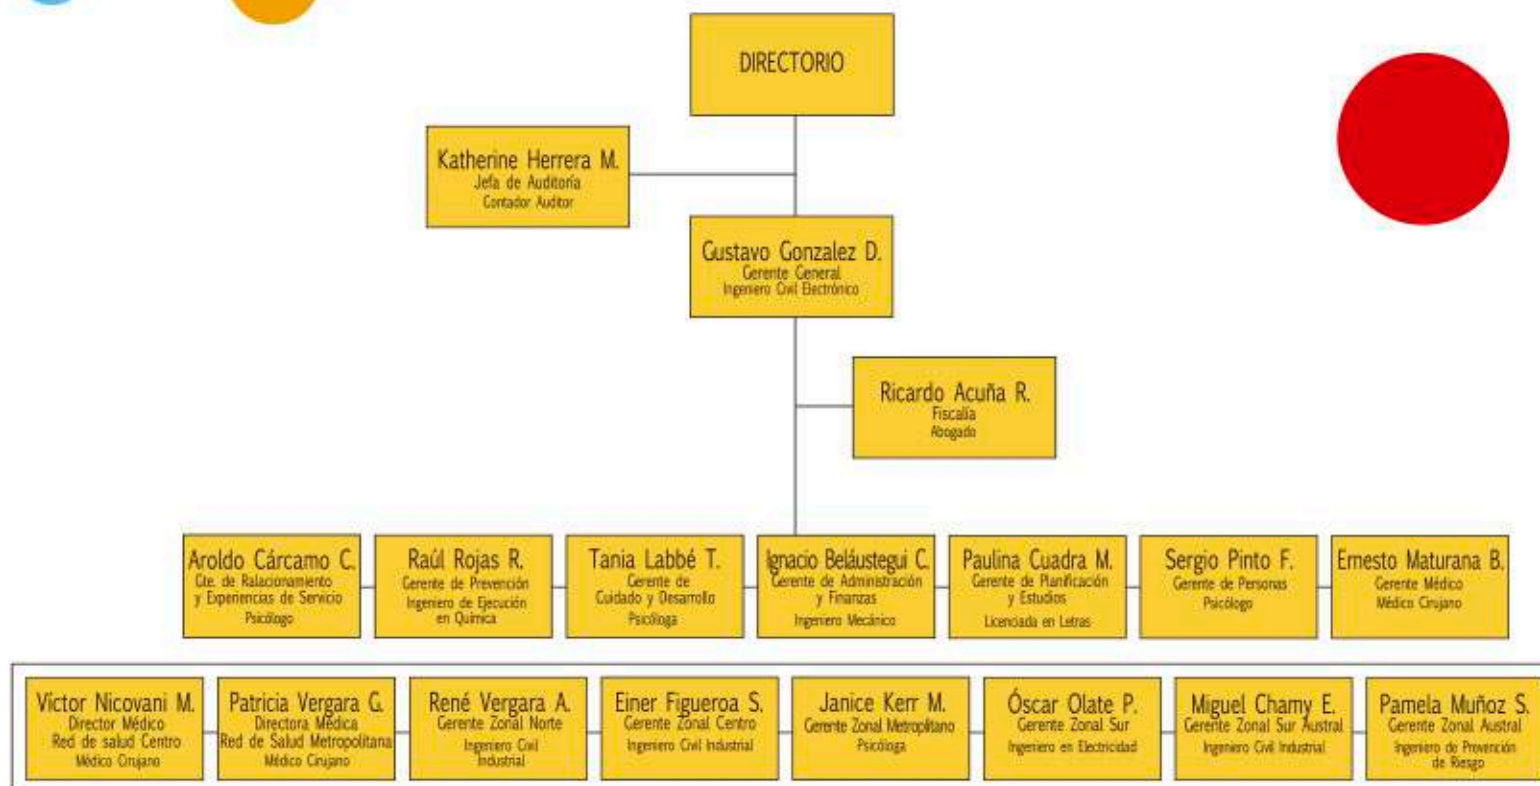 DIRECTORIO
Katherine Herrera M.
Jefa de Auditoría
Contador Auditor
Gustavo Gonzalez D.
Gerente General
Ingeniero Civil Electrónico
Ricardo Acuña R.
Fiscalía
Abogado
Aroldo Cárcamo C.
Gte. de Ralacionamiento
y Experiencias de Servicio
Psicólogo
Raúl Rojas R.
Gerente de Prevención
Ingeniero de Ejecución
en Química
Tania Labbé T.
Gerente de
Cuidado y Desarrollo
Psicóloga
Ignacio Beláustegui C.
Gerente de Administración
y Finanzas
Ingeniero Mecánico
Paulina Cuadra M.
Gerente de Planificación
y Estudios
Licenciada en Letras
Sergio Pinto F.
Gerente de Personas
Psicólogo
Ernesto Maturana B.
Gerente Médico
Médico Cirujano
Víctor Nicovani M.
Director Médico
Red de salud Centro
Médico Cirujano
Patricia Vergara G.
Directora Médica
Red de Salud Metropolitana
Médico Cirujano
René Vergara A.
Gerente Zonal Norte
Ingeniero Civil
Industrial
Einer Figueroa S.
Gerente Zonal Centro
Ingeniero Civil Industrial
Janice Kerr M.
Gerente Zonal Metroplitano
Psicóloga
Óscar Olate P.
Gerente Zonal Sur
Ingeniero en Electricidad
Miguel Chamy E.
Gerente Zonal Sur Austral
Ingeniero Civil Industrial
Pamela Muñoz S.
Gerente Zonal Austral
Ingeniero de Prevención
de Riesgo